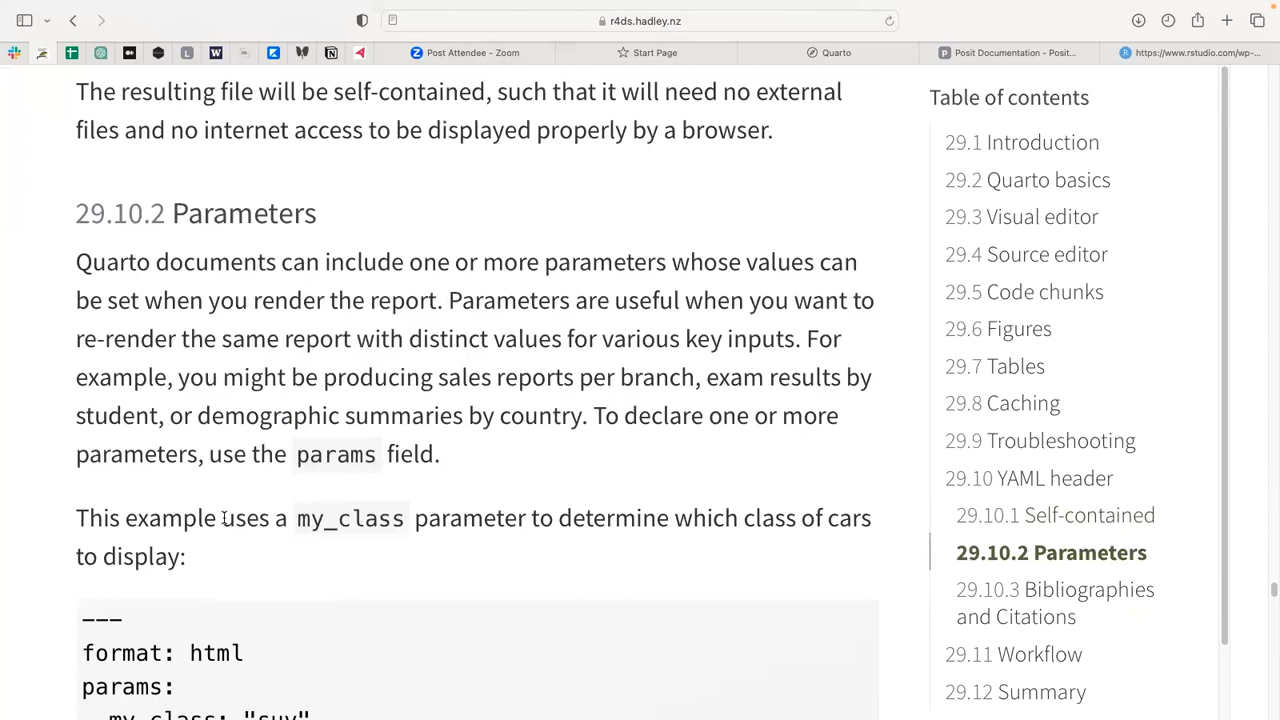 r4ds.hadley.nz
Post Attendee - Zoom
Start Page
Quarto
Posit Documentation - Posit...
https://www.rstudio.com/wp-...
The resulting file will be self-contained, such that it will need no external
files and no internet access to be displayed properly by a browser.
29.10.2 Parameters
Quarto documents can include one or more parameters whose values can
be set when you render the report. Parameters are useful when you want to
re-render the same report with distinct values for various key inputs. For
example, you might be producing sales reports per branch, exam results by
student, or demographic summaries by country. To declare one or more
parameters, use the params field.
This example uses a my_class parameter to determine which class of cars
to display:
---
format: html
params:
my_class: "suv"
Table of contents
29.1 Introduction
29.2 Quarto basics
29.3 Visual editor
29.4 Source editor
29.5 Code chunks
29.6 Figures
29.7 Tables
29.8 Caching
29.9 Troubleshooting
29.10 YAML header
29.10.1 Self-contained
29.10.2 Parameters
29.10.3 Bibliographies
and Citations
29.11 Workflow
29.12 Summary